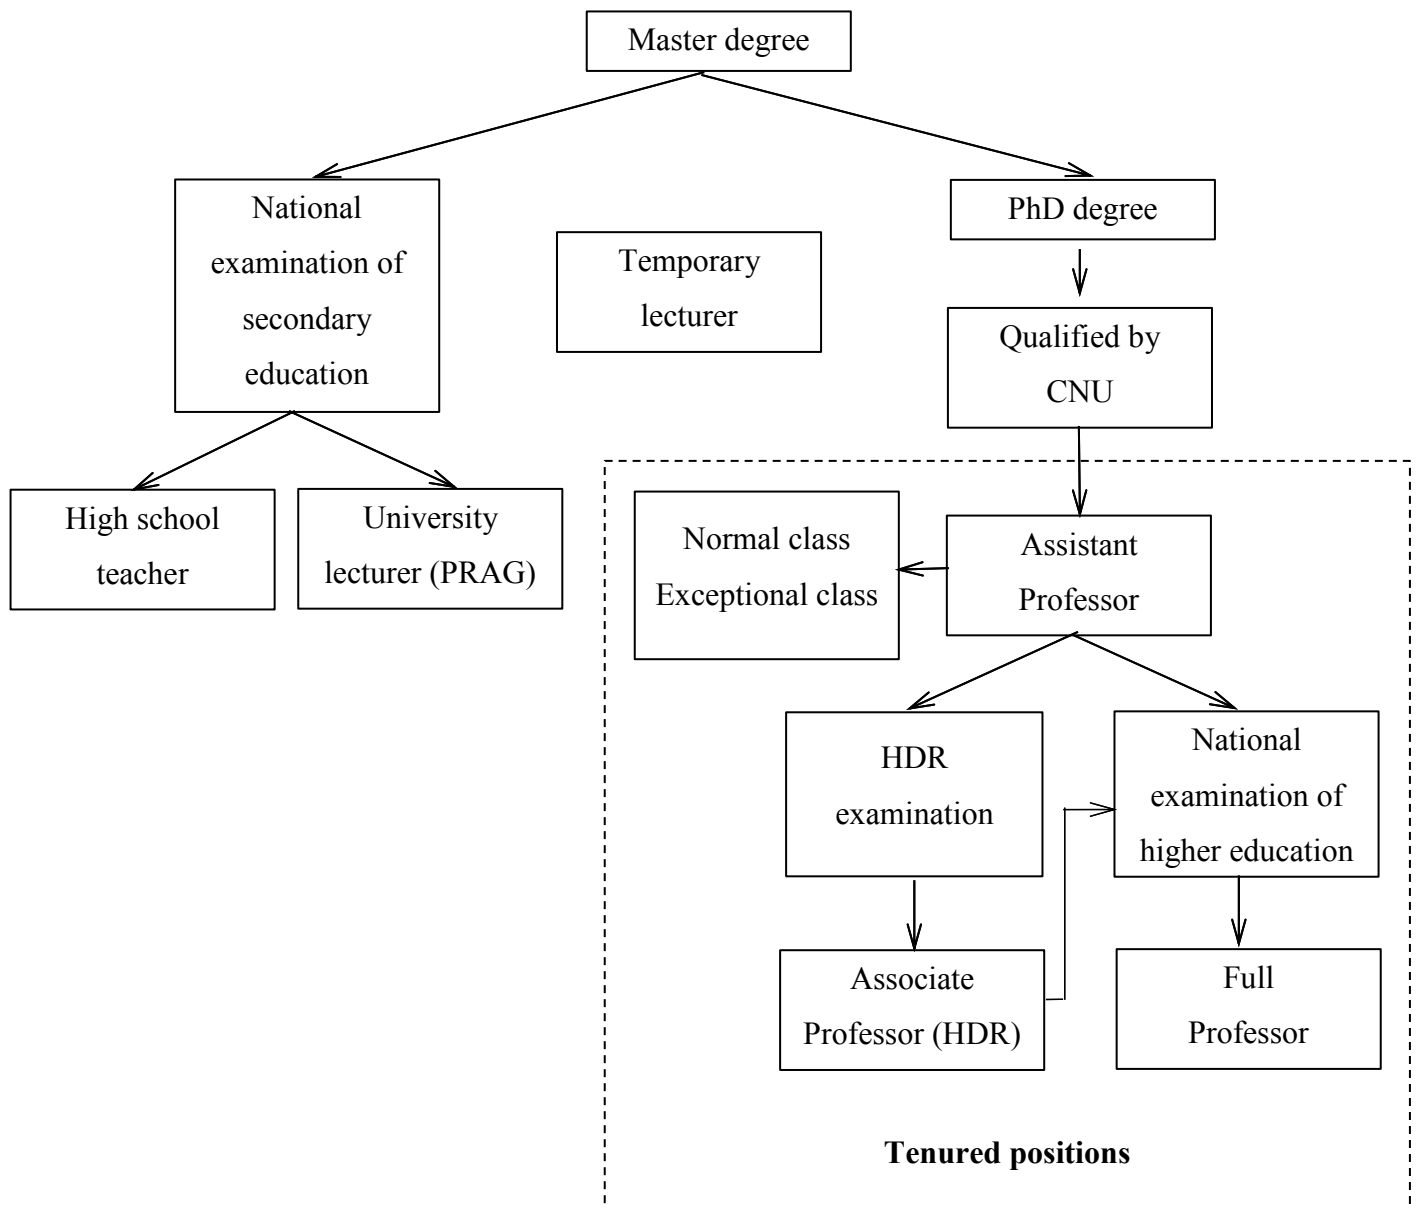 Master degree
National
examination of
secondary
education
Temporary
lecturer
PhD degree
Qualified by
CNU
High school
teacher
University
lecturer (PRAG)
Normal class
Exceptional class
Assistant
Professor
HDR
examination
National
examination of
higher education
Associate
Professor (HDR)
Full
Professor
Tenured positions